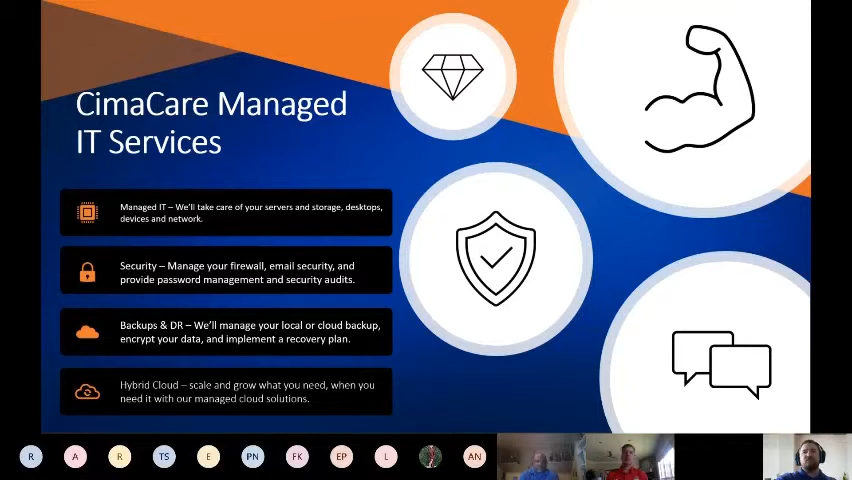 CimaCare Managed
IT Services
Managed IT – We'll take care of your servers and storage, desktops,
devices and network.
Security – Manage your firewall, email security, and
provide password management and security audits.
Backups & DR – We'll manage your local or cloud backup,
encrypt your data, and implement a recovery plan.
Hybrid Cloud – scale and grow what you need, when you
need it with our managed cloud solutions.
R A R TS E PN FK EP L AN